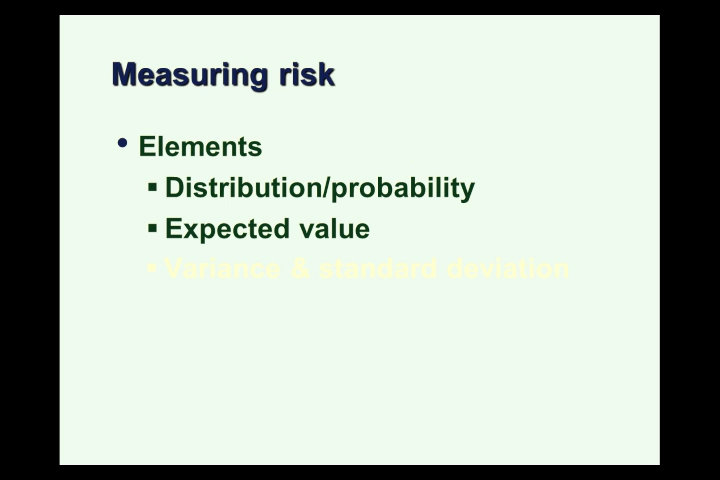 Measuring risk
• Elements
▪ Distribution/probability
▪ Expected value
▪ Variance & standard deviation